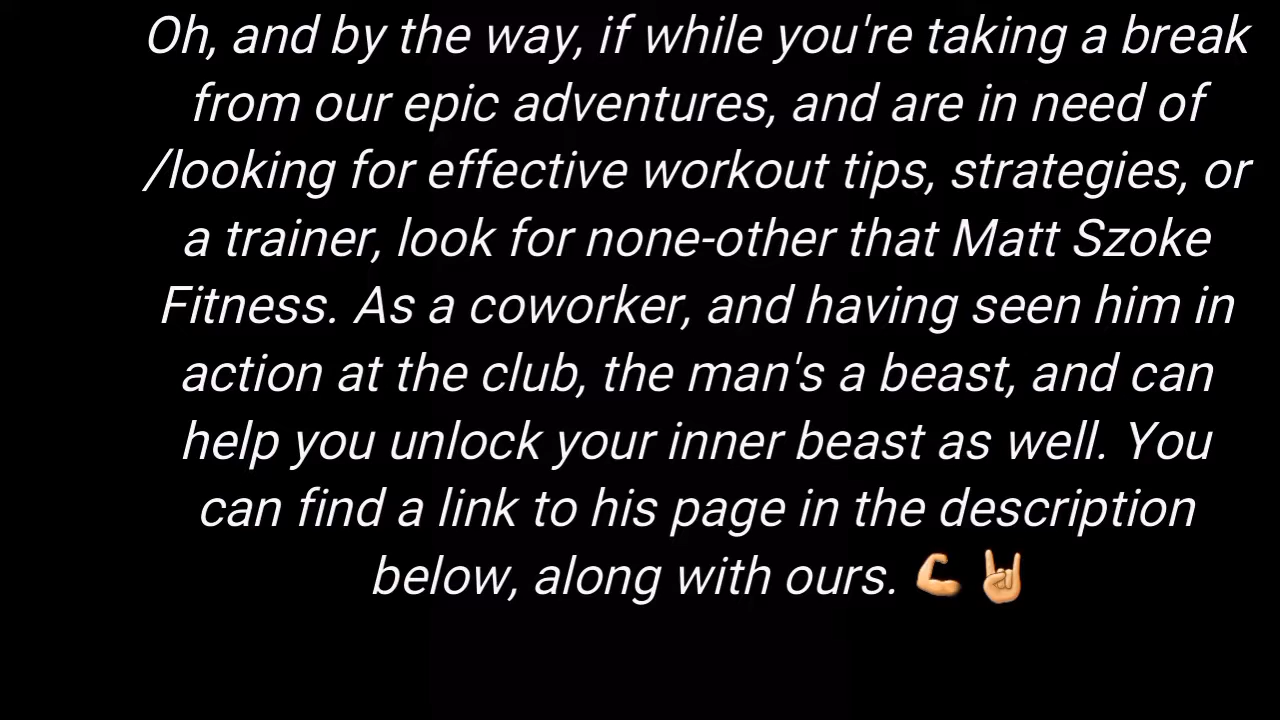 Oh, and by the way, if while you're taking a break
from our epic adventures, and are in need of
/looking for effective workout tips, strategies, or
a trainer, look for none-other that Matt Szoke
Fitness. As a coworker, and having seen him in
action at the club, the man's a beast, and can
help you unlock your inner beast as well. You
can find a link to his page in the description
below, along with ours. 💪🤘